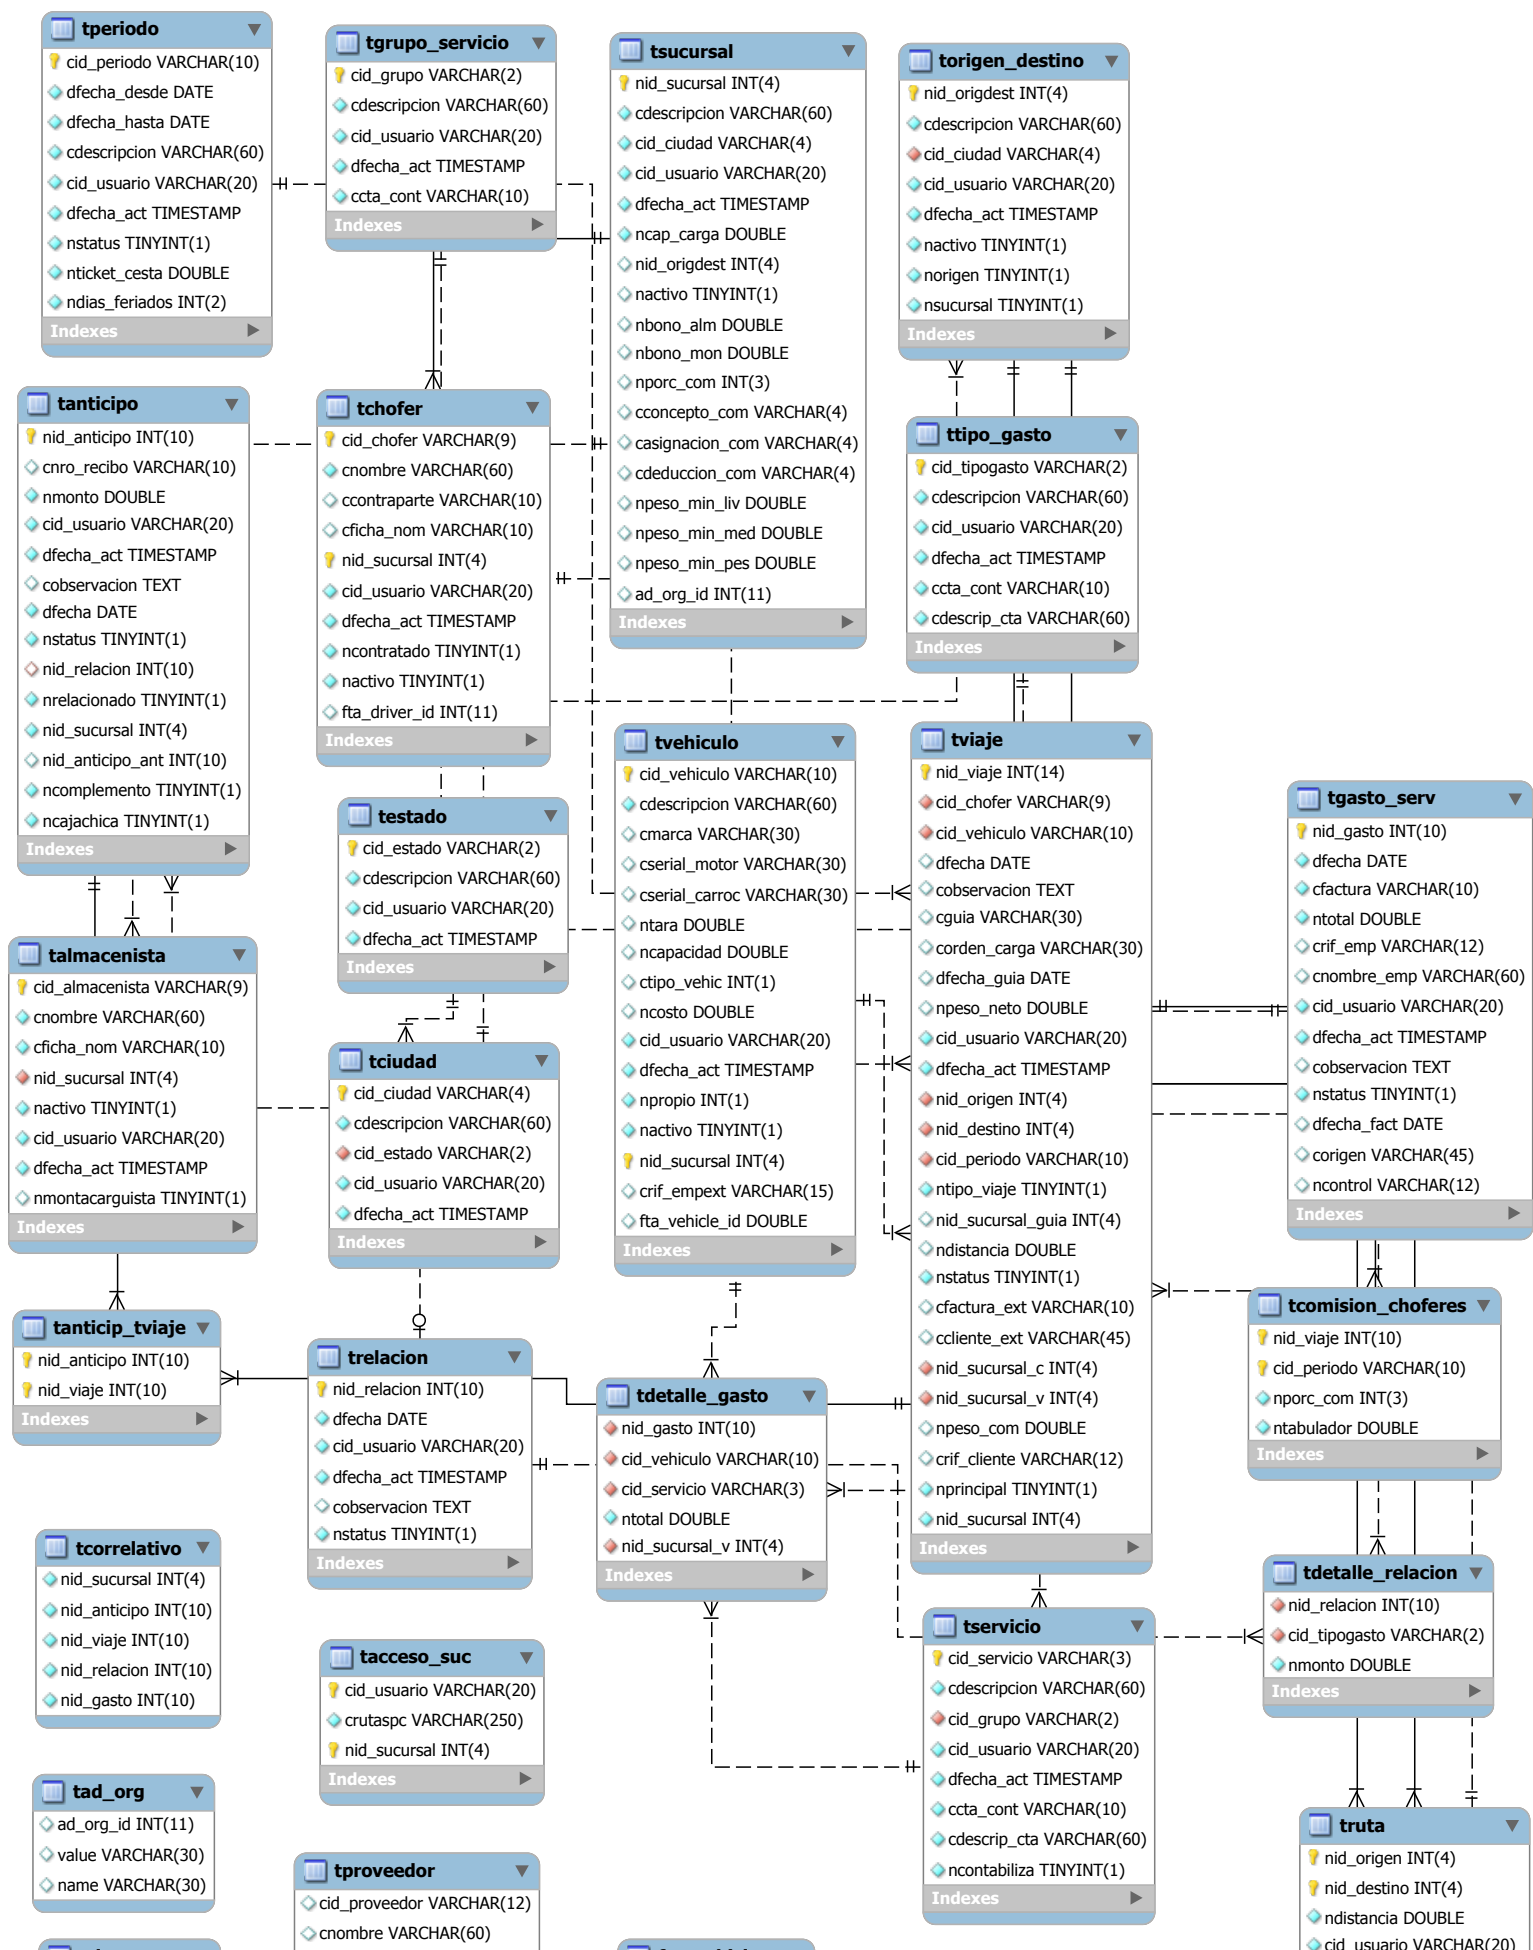 tperiodo
cid_periodo VARCHAR(10)
dfecha_desde DATE
dfecha_hasta DATE
cdescripcion VARCHAR(60)
cid_usuario VARCHAR(20)
dfecha_act TIMESTAMP
nstatus TINYINT(1)
nticket_cesta DOUBLE
ndias_feriados INT(2)
Indexes
tgrupo_servicio
cid_grupo VARCHAR(2)
cdescripcion VARCHAR(60)
cid_usuario VARCHAR(20)
dfecha_act TIMESTAMP
ccta_cont VARCHAR(10)
Indexes
tsucursal
nid_sucursal INT(4)
cdescripcion VARCHAR(60)
cid_ciudad VARCHAR(4)
cid_usuario VARCHAR(20)
dfecha_act TIMESTAMP
ncap_carga DOUBLE
nid_origdest INT(4)
nactivo TINYINT(1)
nbono_alm DOUBLE
nbono_mon DOUBLE
nporc_com INT(3)
cconcepto_com VARCHAR(4)
casignacion_com VARCHAR(4)
cdeduccion_com VARCHAR(4)
npeso_min_liv DOUBLE
npeso_min_med DOUBLE
npeso_min_pes DOUBLE
ad_org_id INT(11)
Indexes
torigen_destino
nid_origdest INT(4)
cdescripcion VARCHAR(60)
cid_ciudad VARCHAR(4)
cid_usuario VARCHAR(20)
dfecha_act TIMESTAMP
nactivo TINYINT(1)
norigen TINYINT(1)
nsucursal TINYINT(1)
Indexes
tanticipo
nid_anticipo INT(10)
cnro_recibo VARCHAR(10)
nmonto DOUBLE
cid_usuario VARCHAR(20)
dfecha_act TIMESTAMP
cobservacion TEXT
dfecha DATE
nstatus TINYINT(1)
nid_relacion INT(10)
nrelacionado TINYINT(1)
nid_sucursal INT(4)
nid_anticipo_ant INT(10)
ncomplemento TINYINT(1)
ncajachica TINYINT(1)
Indexes
tchofer
cid_chofer VARCHAR(9)
cnombre VARCHAR(60)
ccontraparte VARCHAR(10)
cficha_nom VARCHAR(10)
nid_sucursal INT(4)
cid_usuario VARCHAR(20)
dfecha_act TIMESTAMP
ncontratado TINYINT(1)
nactivo TINYINT(1)
fta_driver_id INT(11)
Indexes
ttipo_gasto
cid_tipogasto VARCHAR(2)
cdescripcion VARCHAR(60)
cid_usuario VARCHAR(20)
dfecha_act TIMESTAMP
ccta_cont VARCHAR(10)
cdescrip_cta VARCHAR(60)
Indexes
tvehiculo
cid_vehiculo VARCHAR(10)
cdescripcion VARCHAR(60)
cmarca VARCHAR(30)
cserial_motor VARCHAR(30)
cserial_carroc VARCHAR(30)
ntara DOUBLE
ncapacidad DOUBLE
ctipo_vehic INT(1)
ncosto DOUBLE
cid_usuario VARCHAR(20)
dfecha_act TIMESTAMP
npropio INT(1)
nactivo TINYINT(1)
nid_sucursal INT(4)
crif_empext VARCHAR(15)
fta_vehicle_id DOUBLE
Indexes
tviaje
nid_viaje INT(14)
cid_chofer VARCHAR(9)
cid_vehiculo VARCHAR(10)
dfecha DATE
cobservacion TEXT
cguia VARCHAR(30)
corden_carga VARCHAR(30)
dfecha_guia DATE
npeso_neto DOUBLE
cid_usuario VARCHAR(20)
dfecha_act TIMESTAMP
nid_origen INT(4)
nid_destino INT(4)
cid_periodo VARCHAR(10)
ntipo_viaje TINYINT(1)
nid_sucursal_guia INT(4)
ndistancia DOUBLE
nstatus TINYINT(1)
cfactura_ext VARCHAR(10)
ccliente_ext VARCHAR(45)
nid_sucursal_c INT(4)
nid_sucursal_v INT(4)
npeso_com DOUBLE
crif_cliente VARCHAR(12)
nprincipal TINYINT(1)
nid_sucursal INT(4)
Indexes
tgasto_serv
nid_gasto INT(10)
dfecha DATE
cfactura VARCHAR(10)
ntotal DOUBLE
crif_emp VARCHAR(12)
cnombre_emp VARCHAR(60)
cid_usuario VARCHAR(20)
dfecha_act TIMESTAMP
cobservacion TEXT
nstatus TINYINT(1)
dfecha_fact DATE
corigen VARCHAR(45)
ncontrol VARCHAR(12)
Indexes
testado
cid_estado VARCHAR(2)
cdescripcion VARCHAR(60)
cid_usuario VARCHAR(20)
dfecha_act TIMESTAMP
Indexes
talmacenista
cid_almacenista VARCHAR(9)
cnombre VARCHAR(60)
cficha_nom VARCHAR(10)
nid_sucursal INT(4)
nactivo TINYINT(1)
cid_usuario VARCHAR(20)
dfecha_act TIMESTAMP
nmontacarguista TINYINT(1)
Indexes
tciudad
cid_ciudad VARCHAR(4)
cdescripcion VARCHAR(60)
cid_estado VARCHAR(2)
cid_usuario VARCHAR(20)
dfecha_act TIMESTAMP
Indexes
tanticip_tviaje
nid_anticipo INT(10)
nid_viaje INT(10)
Indexes
trelacion
nid_relacion INT(10)
dfecha DATE
cid_usuario VARCHAR(20)
dfecha_act TIMESTAMP
cobservacion TEXT
nstatus TINYINT(1)
Indexes
tdetalle_gasto
nid_gasto INT(10)
cid_vehiculo VARCHAR(10)
cid_servicio VARCHAR(3)
ntotal DOUBLE
nid_sucursal_v INT(4)
Indexes
tcomision_choferes
nid_viaje INT(10)
cid_periodo VARCHAR(10)
nporc_com INT(3)
ntabulador DOUBLE
Indexes
tcorrelativo
nid_sucursal INT(4)
nid_anticipo INT(10)
nid_viaje INT(10)
nid_relacion INT(10)
nid_gasto INT(10)
tacceso_suc
cid_usuario VARCHAR(20)
crutaspc VARCHAR(250)
nid_sucursal INT(4)
Indexes
tservicio
cid_servicio VARCHAR(3)
cdescripcion VARCHAR(60)
cid_grupo VARCHAR(2)
cid_usuario VARCHAR(20)
dfecha_act TIMESTAMP
ccta_cont VARCHAR(10)
cdescrip_cta VARCHAR(60)
ncontabiliza TINYINT(1)
Indexes
tdetalle_relacion
nid_relacion INT(10)
cid_tipogasto VARCHAR(2)
nmonto DOUBLE
Indexes
tad_org
ad_org_id INT(11)
value VARCHAR(30)
name VARCHAR(30)
tproveedor
cid_proveedor VARCHAR(12)
cnombre VARCHAR(60)
truta
nid_origen INT(4)
nid_destino INT(4)
ndistancia DOUBLE
cid_usuario VARCHAR(20)